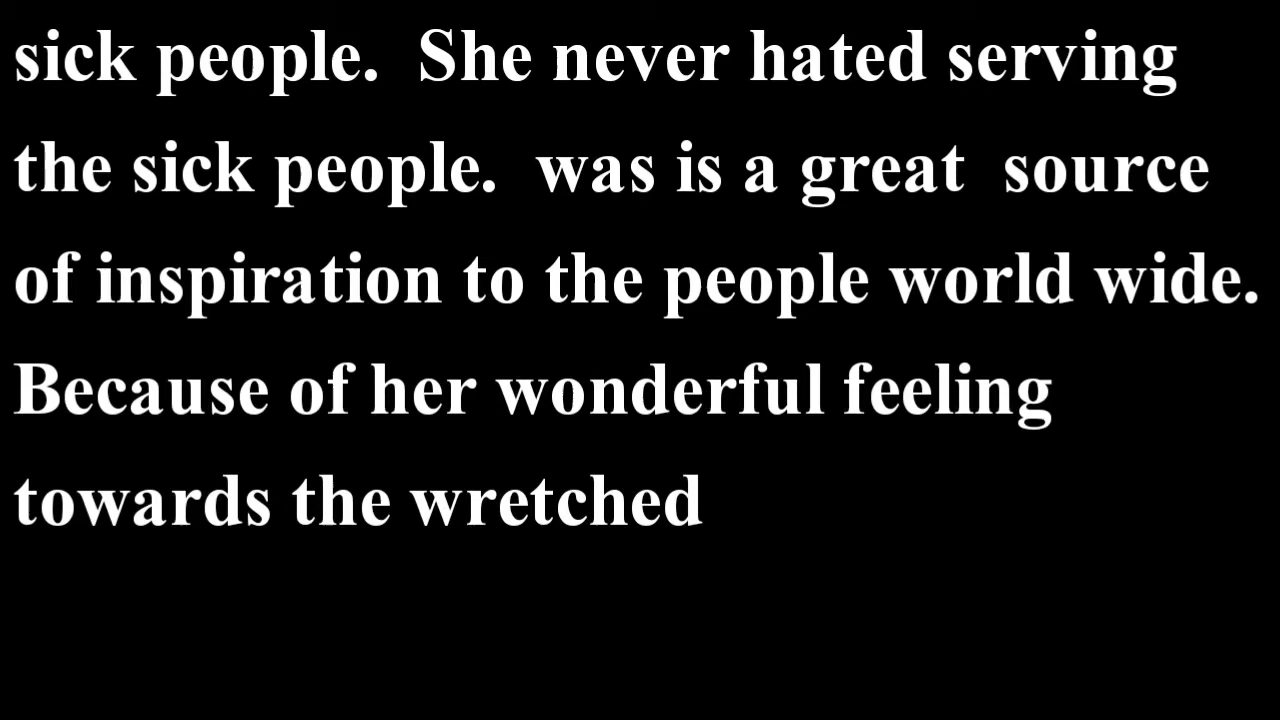 sick people.  She never hated serving
the sick people.  was is a great  source
of inspiration to the people world wide.
Because of her wonderful feeling
towards the wretched